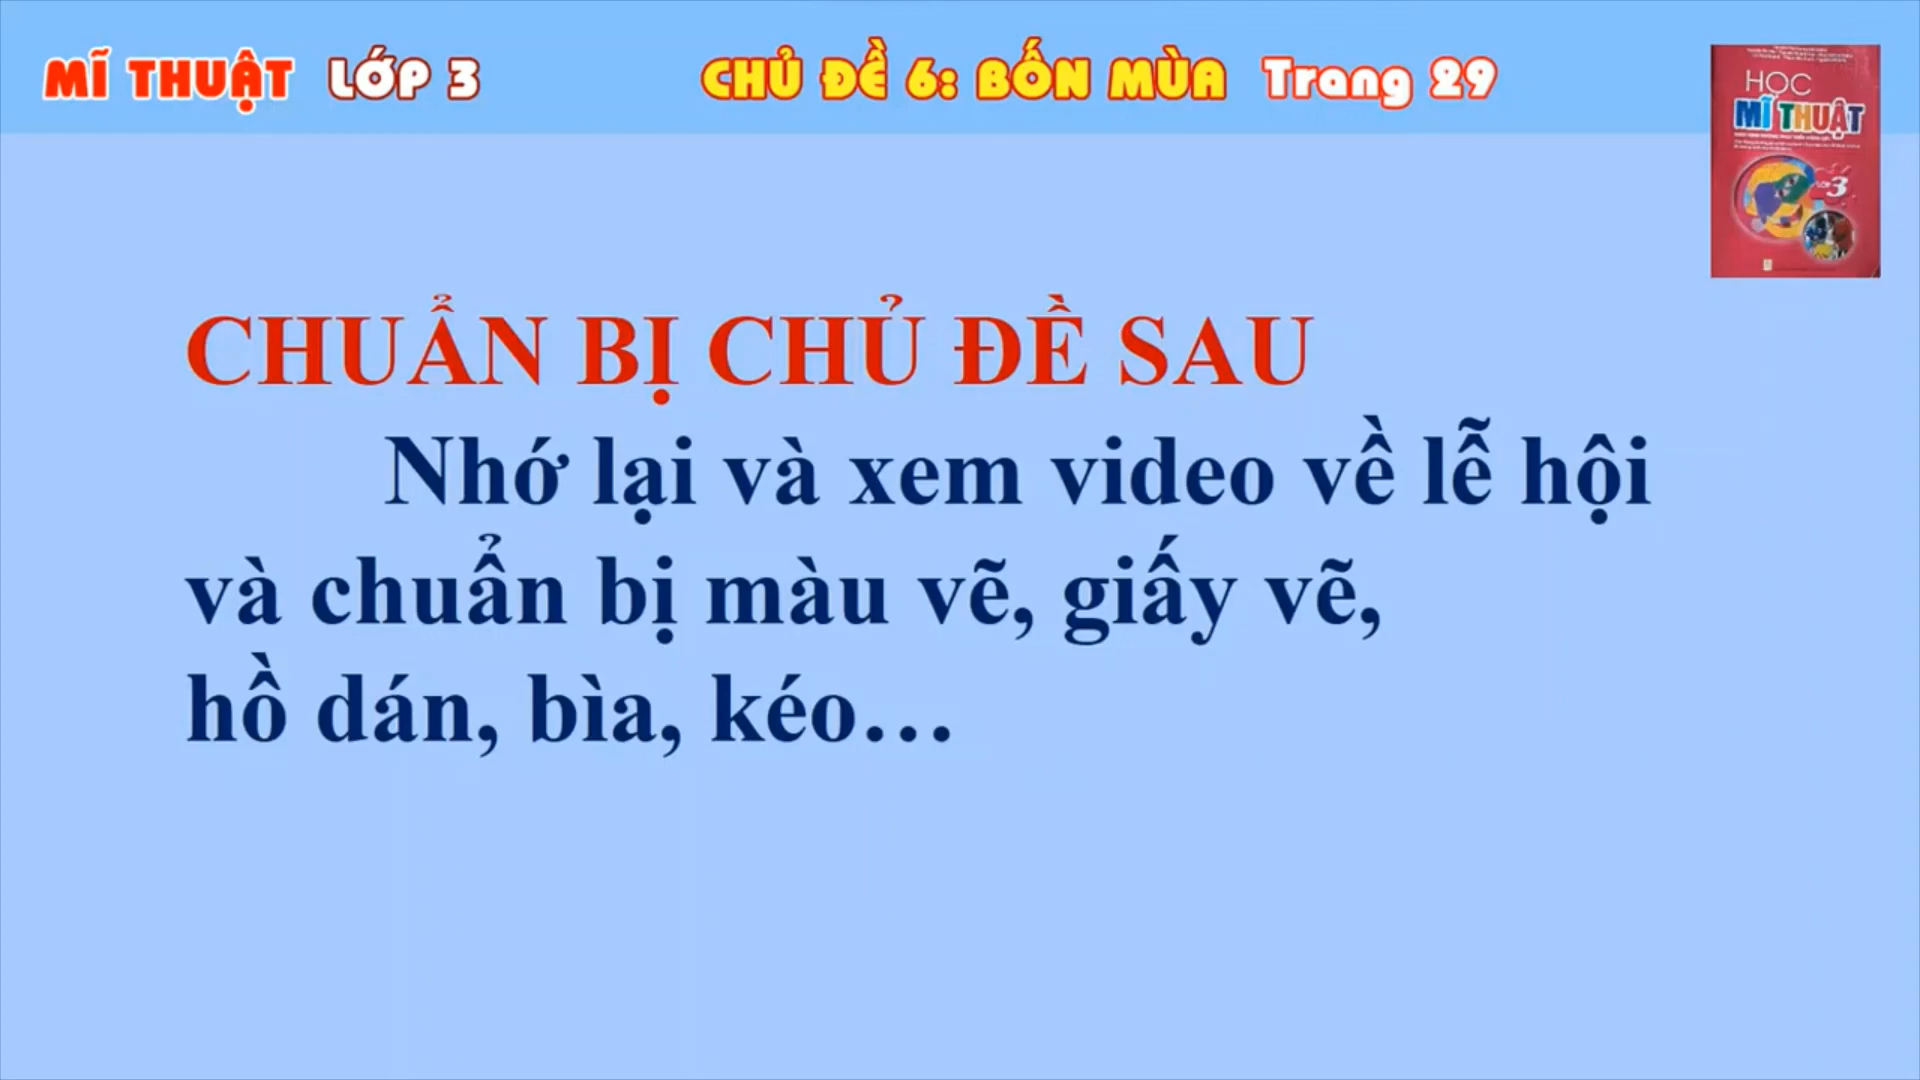 MĨ THUẬT LỚP 3 CHỦ ĐỀ 6: BỐN MÙA Trang 29
HỌC
MĨ THUẬT
LỚP 3
CHUẨN BỊ CHỦ ĐỀ SAU
Nhớ lại và xem video về lễ hội
và chuẩn bị màu vẽ, giấy vẽ,
hồ dán, bìa, kéo...